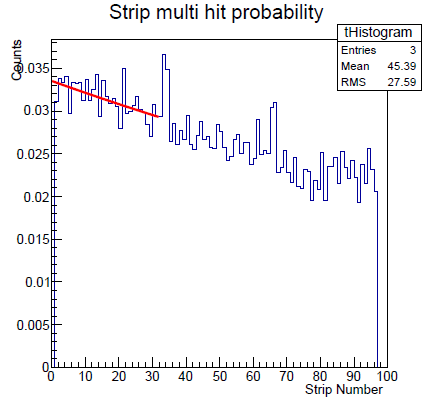 Strip multi hit probability
tHistogram
Entries 3
Mean 45.39
RMS 27.59
Counts
0.035
0.03
0.025
0.02
0.015
0.01
0.005
0
0 10 20 30 40 50 60 70 80 90 100
Strip Number